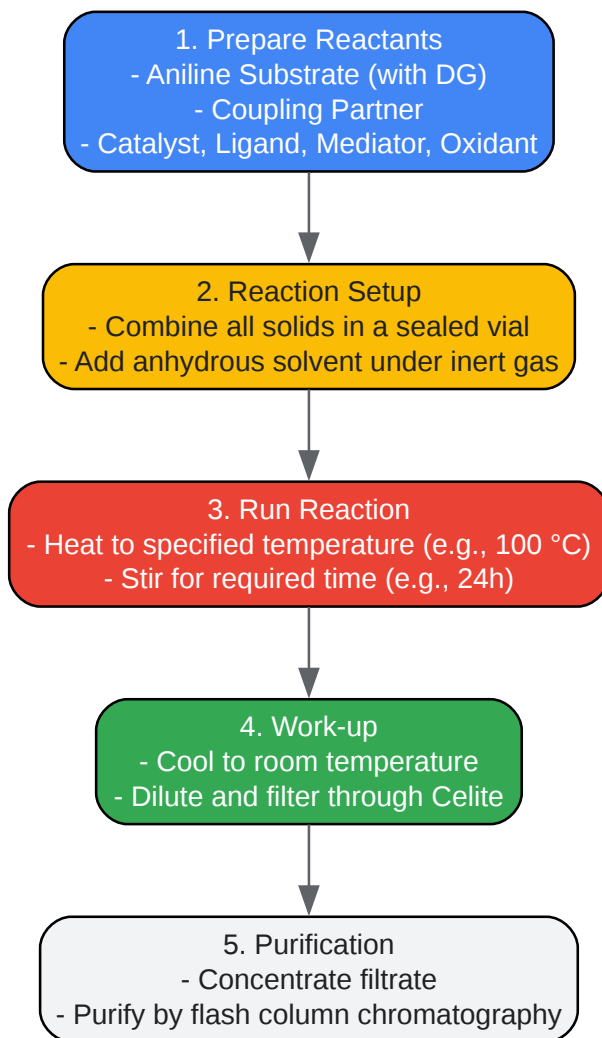 1. Prepare Reactants
- Aniline Substrate (with DG)
- Coupling Partner
- Catalyst, Ligand, Mediator, Oxidant
2. Reaction Setup
- Combine all solids in a sealed vial
- Add anhydrous solvent under inert gas
3. Run Reaction
- Heat to specified temperature (e.g., 100 °C)
- Stir for required time (e.g., 24h)
4. Work-up
- Cool to room temperature
- Dilute and filter through Celite
5. Purification
- Concentrate filtrate
- Purify by flash column chromatography